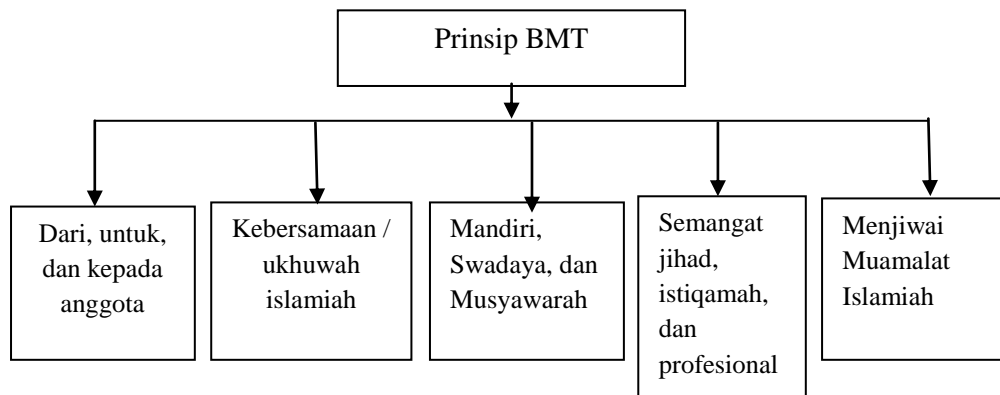 Prinsip BMT
Dari, untuk,
dan kepada
anggota
Kebersamaan /
ukhuwah
islamiah
Mandiri,
Swadaya, dan
Musyawarah
Semangat
jihad,
istiqamah,
dan
profesional
Menjiwai
Muamalat
Islamiah